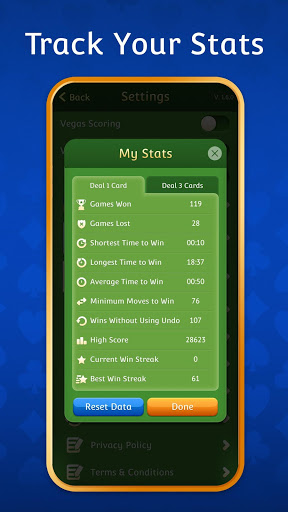 Track Your Stats
Back
Settings
Vegas Scoring
My Stats
Deal 1 Card
Deal 3 Cards
Games Won 119
Games Lost 28
Shortest Time to Win 00:10
Longest Time to Win 18:37
Average Time to Win 00:50
Minimum Moves to Win 76
Wins Without Using Undo 107
High Score 28623
Current Win Streak 0
Best Win Streak 61
Reset Data
Done
Privacy Policy
Terms & Conditions